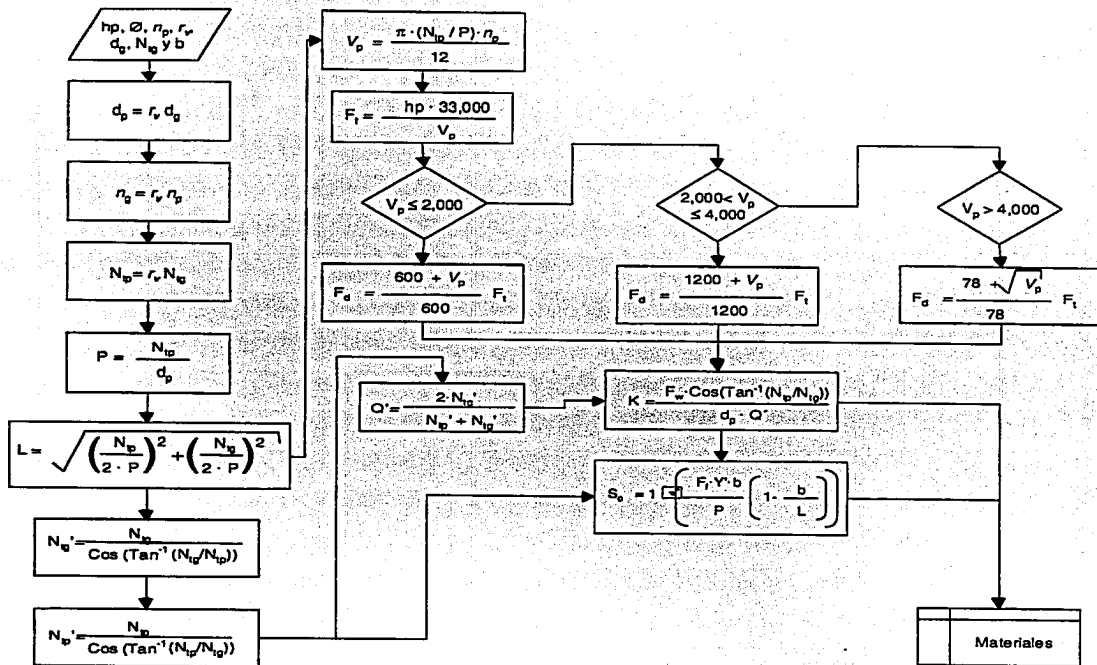 hp, Ø, n_p, r_v,
d_g, N_tg y b
d_p = r_v d_g
n_g = r_v n_p
N_tp = r_v N_tg
P = N_tp / d_p
L = √((N_tp / 2 · P)² + (N_tg / 2 · P)²)
N_tg' = N_tg / Cos (Tan⁻¹ (N_tg/N_tp))
N_tp' = N_tp / Cos (Tan⁻¹ (N_tp/N_tg))
V_p = π · (N_tp / P) · n_p / 12
F_t = hp · 33,000 / V_p
V_p ≤ 2,000
2,000 < V_p
≤ 4,000
V_p > 4,000
F_d = 600 + V_p / 600 F_t
F_d = 1200 + V_p / 1200 F_t
F_d = 78 + √V_p / 78 F_t
Q' = 2 · N_tg' / N_tp' + N_tg'
K = F_w · Cos(Tan⁻¹ (N_tp/N_tg)) / d_p · Q'
S_o = 1 (F_f · Y' · b / P (1 - b / L))
Materiales